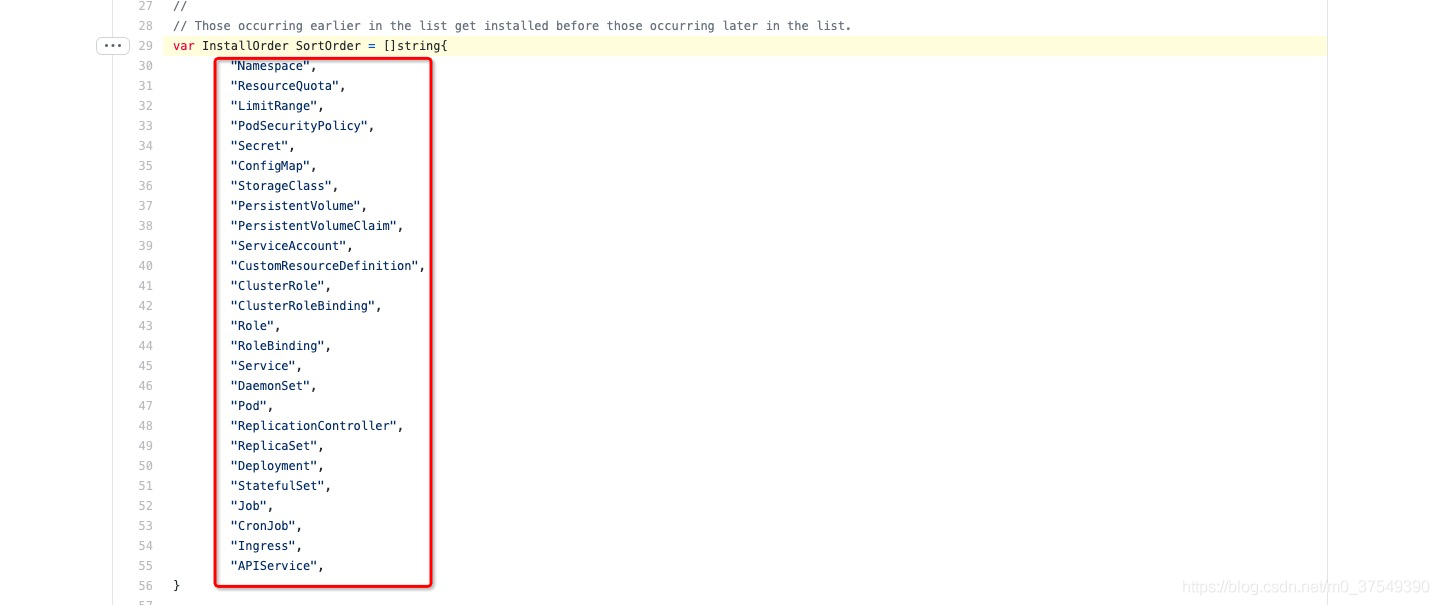 27 //
28 // Those occurring earlier in the list get installed before those occurring later in the list.
... 29 var InstallOrder SortOrder = []string{
30 "Namespace",
31 "ResourceQuota",
32 "LimitRange",
33 "PodSecurityPolicy",
34 "Secret",
35 "ConfigMap",
36 "StorageClass",
37 "PersistentVolume",
38 "PersistentVolumeClaim",
39 "ServiceAccount",
40 "CustomResourceDefinition",
41 "ClusterRole",
42 "ClusterRoleBinding",
43 "Role",
44 "RoleBinding",
45 "Service",
46 "DaemonSet",
47 "Pod",
48 "ReplicationController",
49 "ReplicaSet",
50 "Deployment",
51 "StatefulSet",
52 "Job",
53 "CronJob",
54 "Ingress",
55 "APIService",
56 }
57
https://blog.csdn.net/m0_37549390